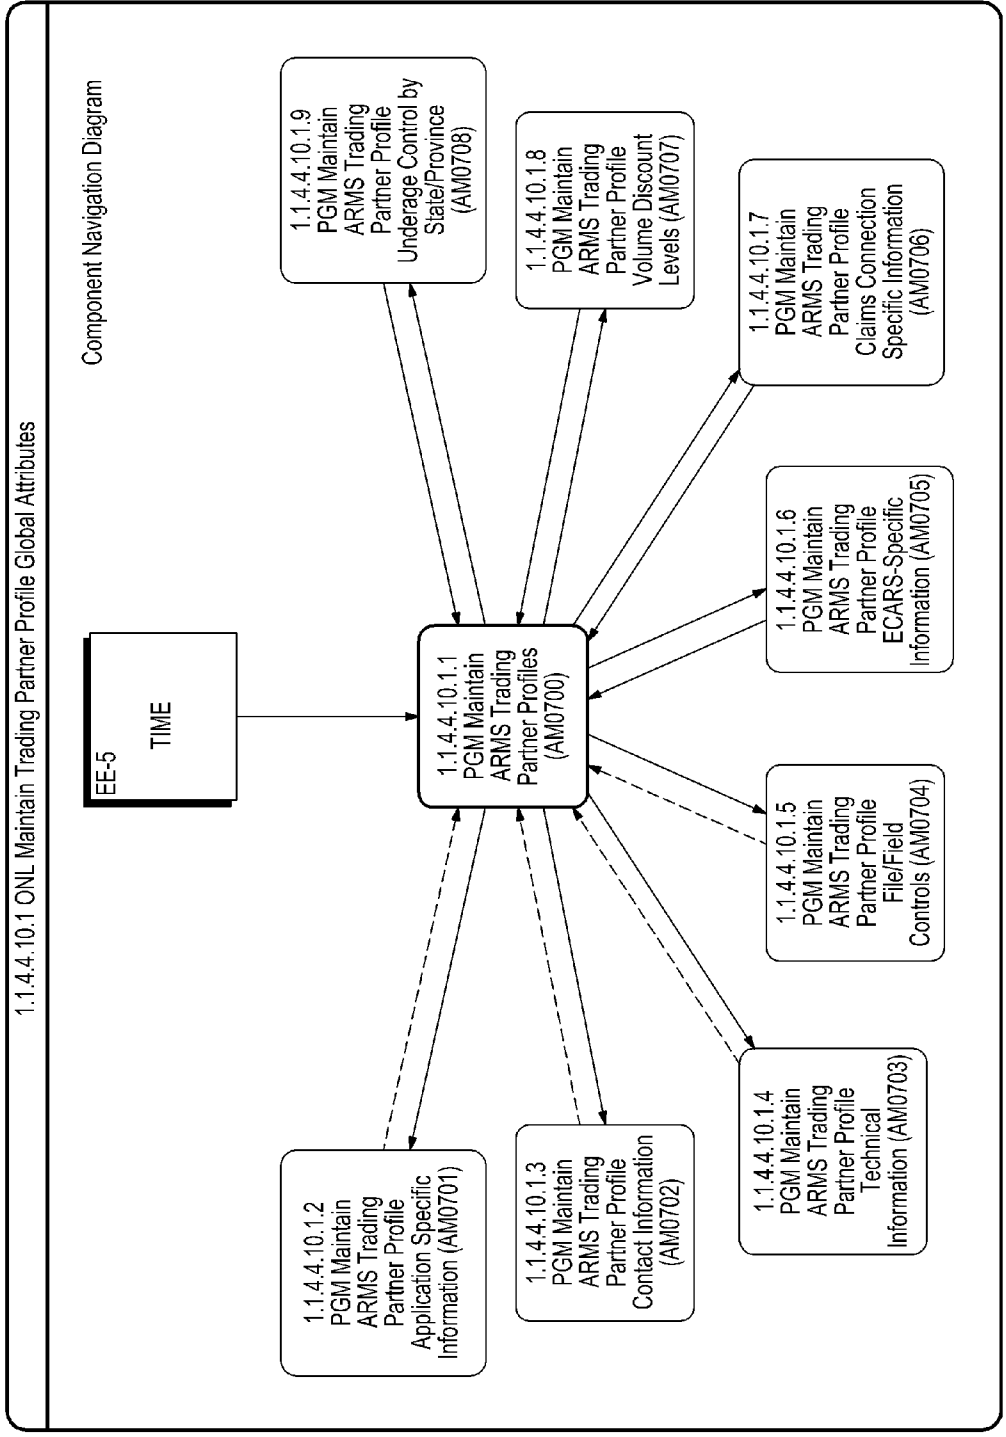 1.1.4.4.10.1 ONL Maintain Trading Partner Profile Global Attributes
Component Navigation Diagram
EE-5
TIME
1.1.4.4.10.1.1
PGM Maintain
ARMS Trading
Partner Profiles
(AM0700)
1.1.4.4.10.1.2
PGM Maintain
ARMS Trading
Partner Profile
Application Specific
Information (AM0701)
1.1.4.4.10.1.3
PGM Maintain
ARMS Trading
Partner Profile
Contact Information
(AM0702)
1.1.4.4.10.1.4
PGM Maintain
ARMS Trading
Partner Profile
Technical
Information (AM0703)
1.1.4.4.10.1.5
PGM Maintain
ARMS Trading
Partner Profile
File/Field
Controls (AM0704)
1.1.4.4.10.1.6
PGM Maintain
ARMS Trading
Partner Profile
ECARS-Specific
Information (AM0705)
1.1.4.4.10.1.7
PGM Maintain
ARMS Trading
Partner Profile
Claims Connection
Specific Information
(AM0706)
1.1.4.4.10.1.8
PGM Maintain
ARMS Trading
Partner Profile
Volume Discount
Levels (AM0707)
1.1.4.4.10.1.9
PGM Maintain
ARMS Trading
Partner Profile
Underage Control by
State/Province
(AM0708)